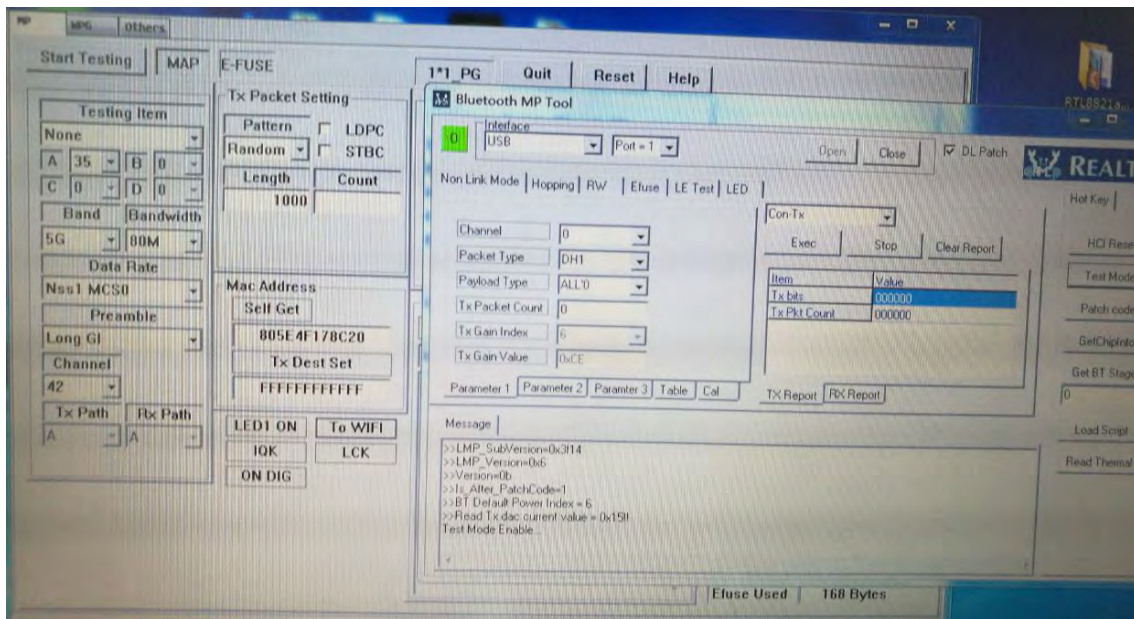 MP
MPG
Others
Start Testing
MAP
E-FUSE
Testing Item
None
A 35 B 0
C 0 D 0
Band Bandwidth
5G 80M
Data Rate
Nss1 MCS0
Preamble
Long GI
Channel
42
Tx Path Rx Path
A A
Tx Packet Setting
Pattern LDPC
Random STBC
Length Count
1000
Mac Address
Self Get
805E4F178C20
Tx Dest Set
FFFFFFFFFFFF
LED1 ON To WIFI
IQK LCK
ON DIG
1*1_PG Quit Reset Help
Bluetooth MP Tool
0
Interface
USB Port = 1 Open Close DL Patch
REALT
Non Link Mode Hopping RW Efuse LE Test LED
Channel 0
Packet Type DH1
Payload Type ALL'0
Tx Packet Count 0
Tx Gain Index 6
Tx Gain Value 0xCE
Parameter 1 Parameter 2 Paramter 3 Table Cal
Con-Tx
Exec Stop Clear Report
Item Value
Tx bits 000000
Tx Pkt Count 000000
TX Report RX Report
Hot Key
HCI Rese
Test Mode
Patch code
GetChipInfo
Get BT Stage
0
Load Script
Read Thermal
Message
>>LMP_SubVersion=0x3f14
>>LMP_Version=0x6
>>Version=0b
>>Is_After_PatchCode=1
>>BT Default Power Index = 6
>>Read Tx dac current value = 0x15!!
Test Mode Enable...
Efuse Used 168 Bytes
RTL8821a...